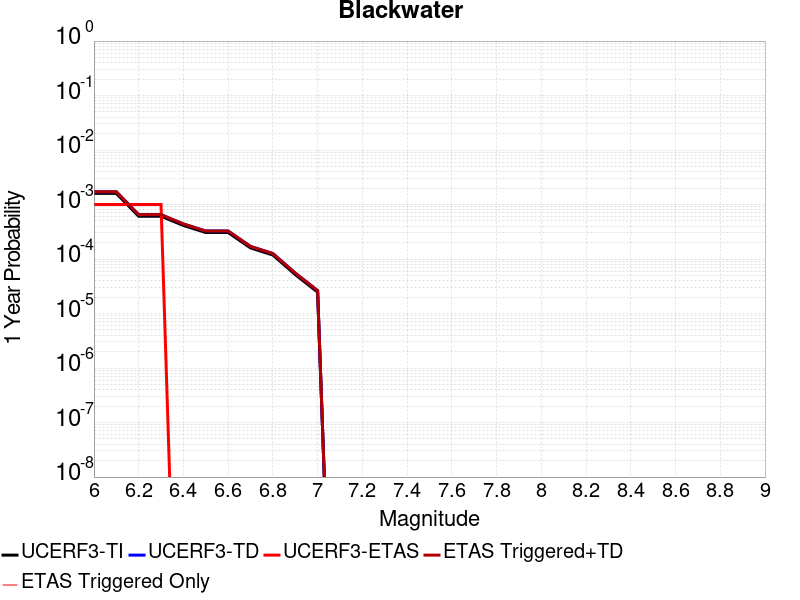 Blackwater
1 Year Probability
10^0
10^-1
10^-2
10^-3
10^-4
10^-5
10^-6
10^-7
10^-8
6 6.2 6.4 6.6 6.8 7 7.2 7.4 7.6 7.8 8 8.2 8.4 8.6 8.8 9
Magnitude
UCERF3-TI UCERF3-TD UCERF3-ETAS ETAS Triggered+TD
ETAS Triggered Only